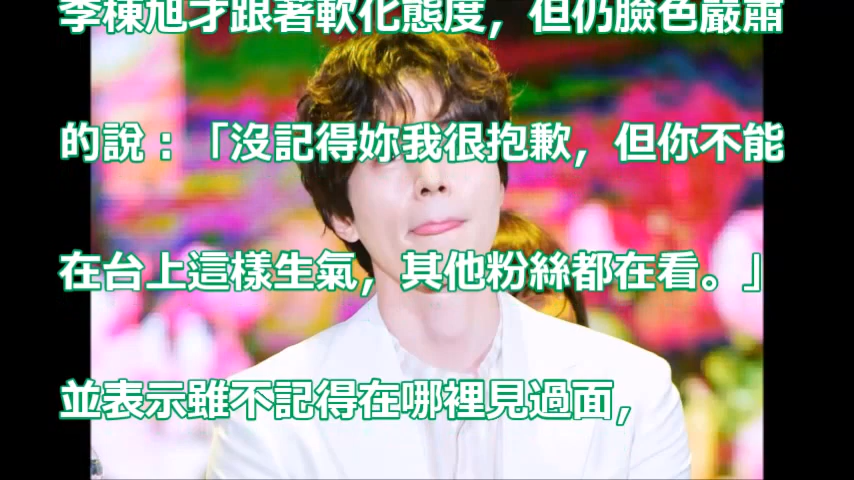 李棟旭才跟著軟化態度，但仍臉色嚴肅
的說：「沒記得妳我很抱歉，但你不能
在台上這樣生氣，其他粉絲都在看。」
並表示雖不記得在哪裡見過面，